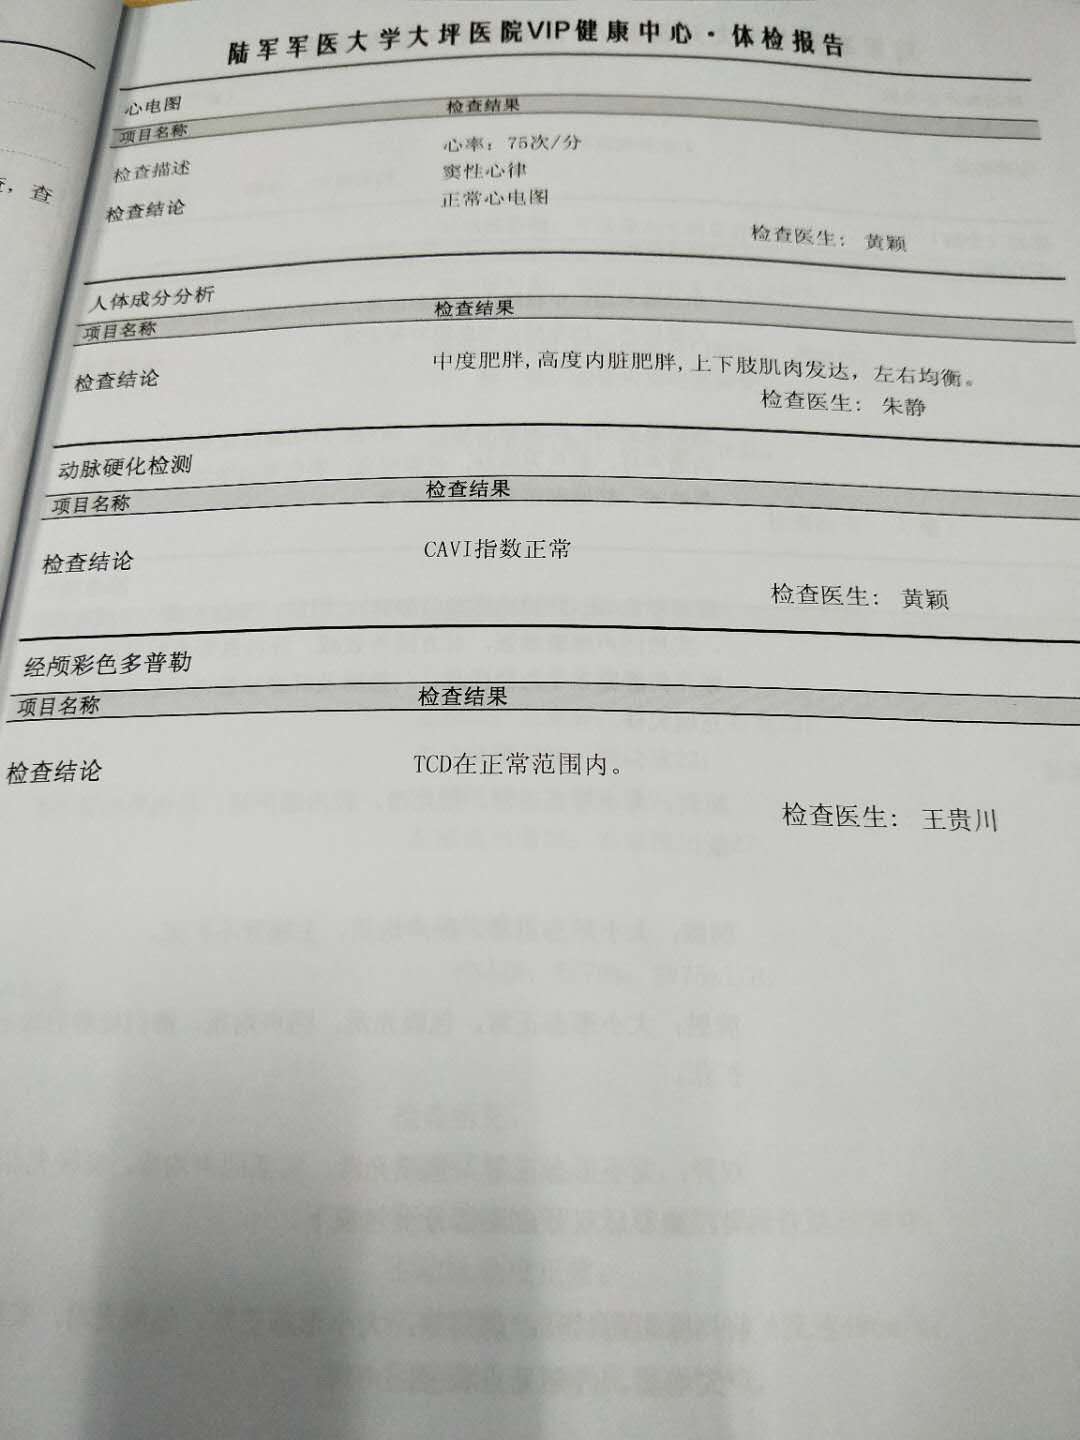 陆军军医大学大坪医院VIP健康中心·体检报告
心电图
项目名称 检查结果
检查描述 心率：75次/分
窦性心律
检查结论 正常心电图
检查医生： 黄颖
人体成分分析
项目名称 检查结果
检查结论 中度肥胖,高度内脏肥胖,上下肢肌肉发达，左右均衡。
检查医生： 朱静
动脉硬化检测
项目名称 检查结果
检查结论 CAVI指数正常
检查医生： 黄颖
经颅彩色多普勒
项目名称 检查结果
检查结论 TCD在正常范围内。
检查医生： 王贵川
，查